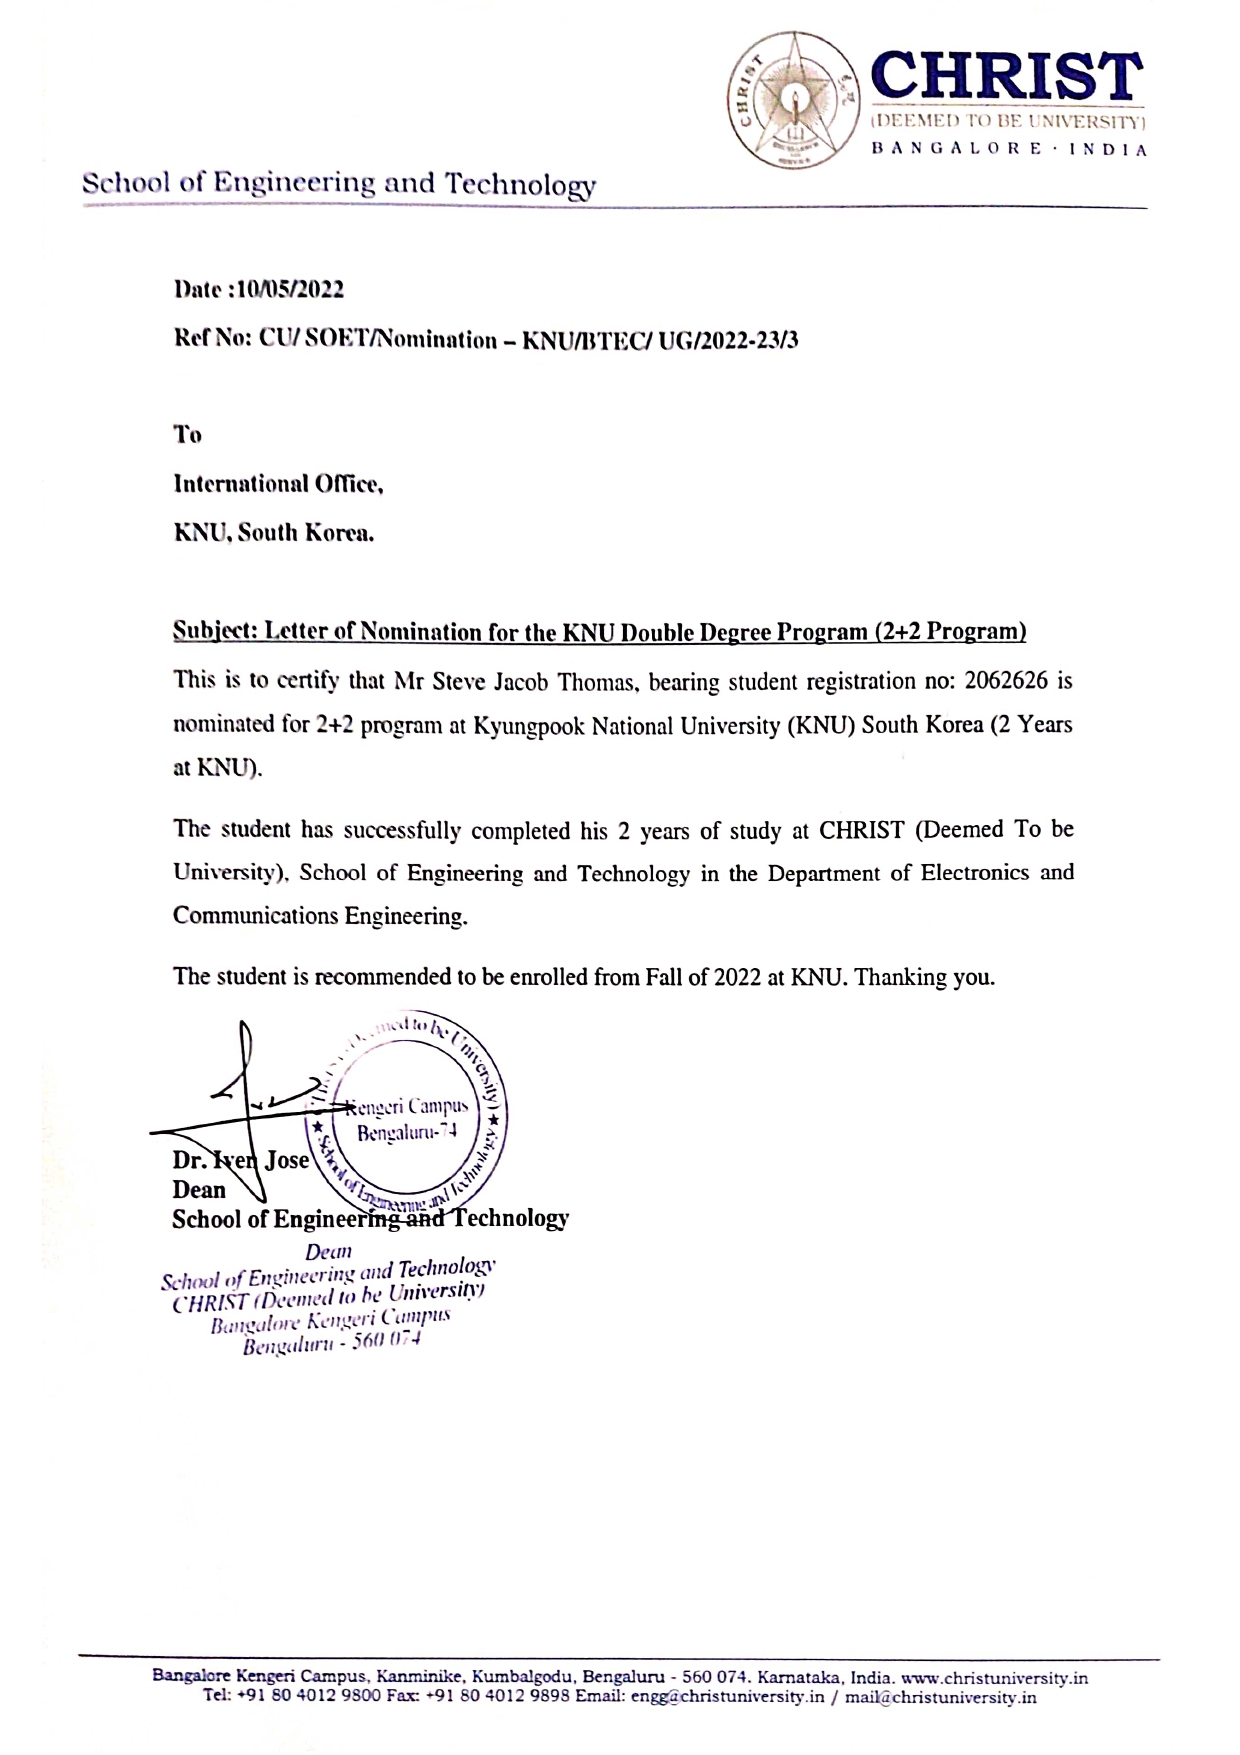 CHRIST
CHRIST
(DEEMED TO BE UNIVERSITY)
BANGALORE · INDIA
School of Engineering and Technology
Date :10/05/2022
Ref No: CU/ SOET/Nomination – KNU/BTEC/ UG/2022-23/3
To
International Office,
KNU, South Korea.
Subject: Letter of Nomination for the KNU Double Degree Program (2+2 Program)
This is to certify that Mr Steve Jacob Thomas, bearing student registration no: 2062626 is
nominated for 2+2 program at Kyungpook National University (KNU) South Korea (2 Years
at KNU).
The student has successfully completed his 2 years of study at CHRIST (Deemed To be
University), School of Engineering and Technology in the Department of Electronics and
Communications Engineering.
The student is recommended to be enrolled from Fall of 2022 at KNU. Thanking you.
CHRIST (Deemed to be University)
Kengeri Campus
Bengaluru-74
★ School of Engineering and Technology ★
Dr. Iven Jose
Dean
School of Engineering and Technology
Dean
School of Engineering and Technology
CHRIST (Deemed to be University)
Bangalore Kengeri Campus
Bengaluru - 560 074
Bangalore Kengeri Campus, Kanminike, Kumbalgodu, Bengaluru - 560 074. Karnataka, India. www.christuniversity.in
Tel: +91 80 4012 9800 Fax: +91 80 4012 9898 Email: engg@christuniversity.in / mail@christuniversity.in